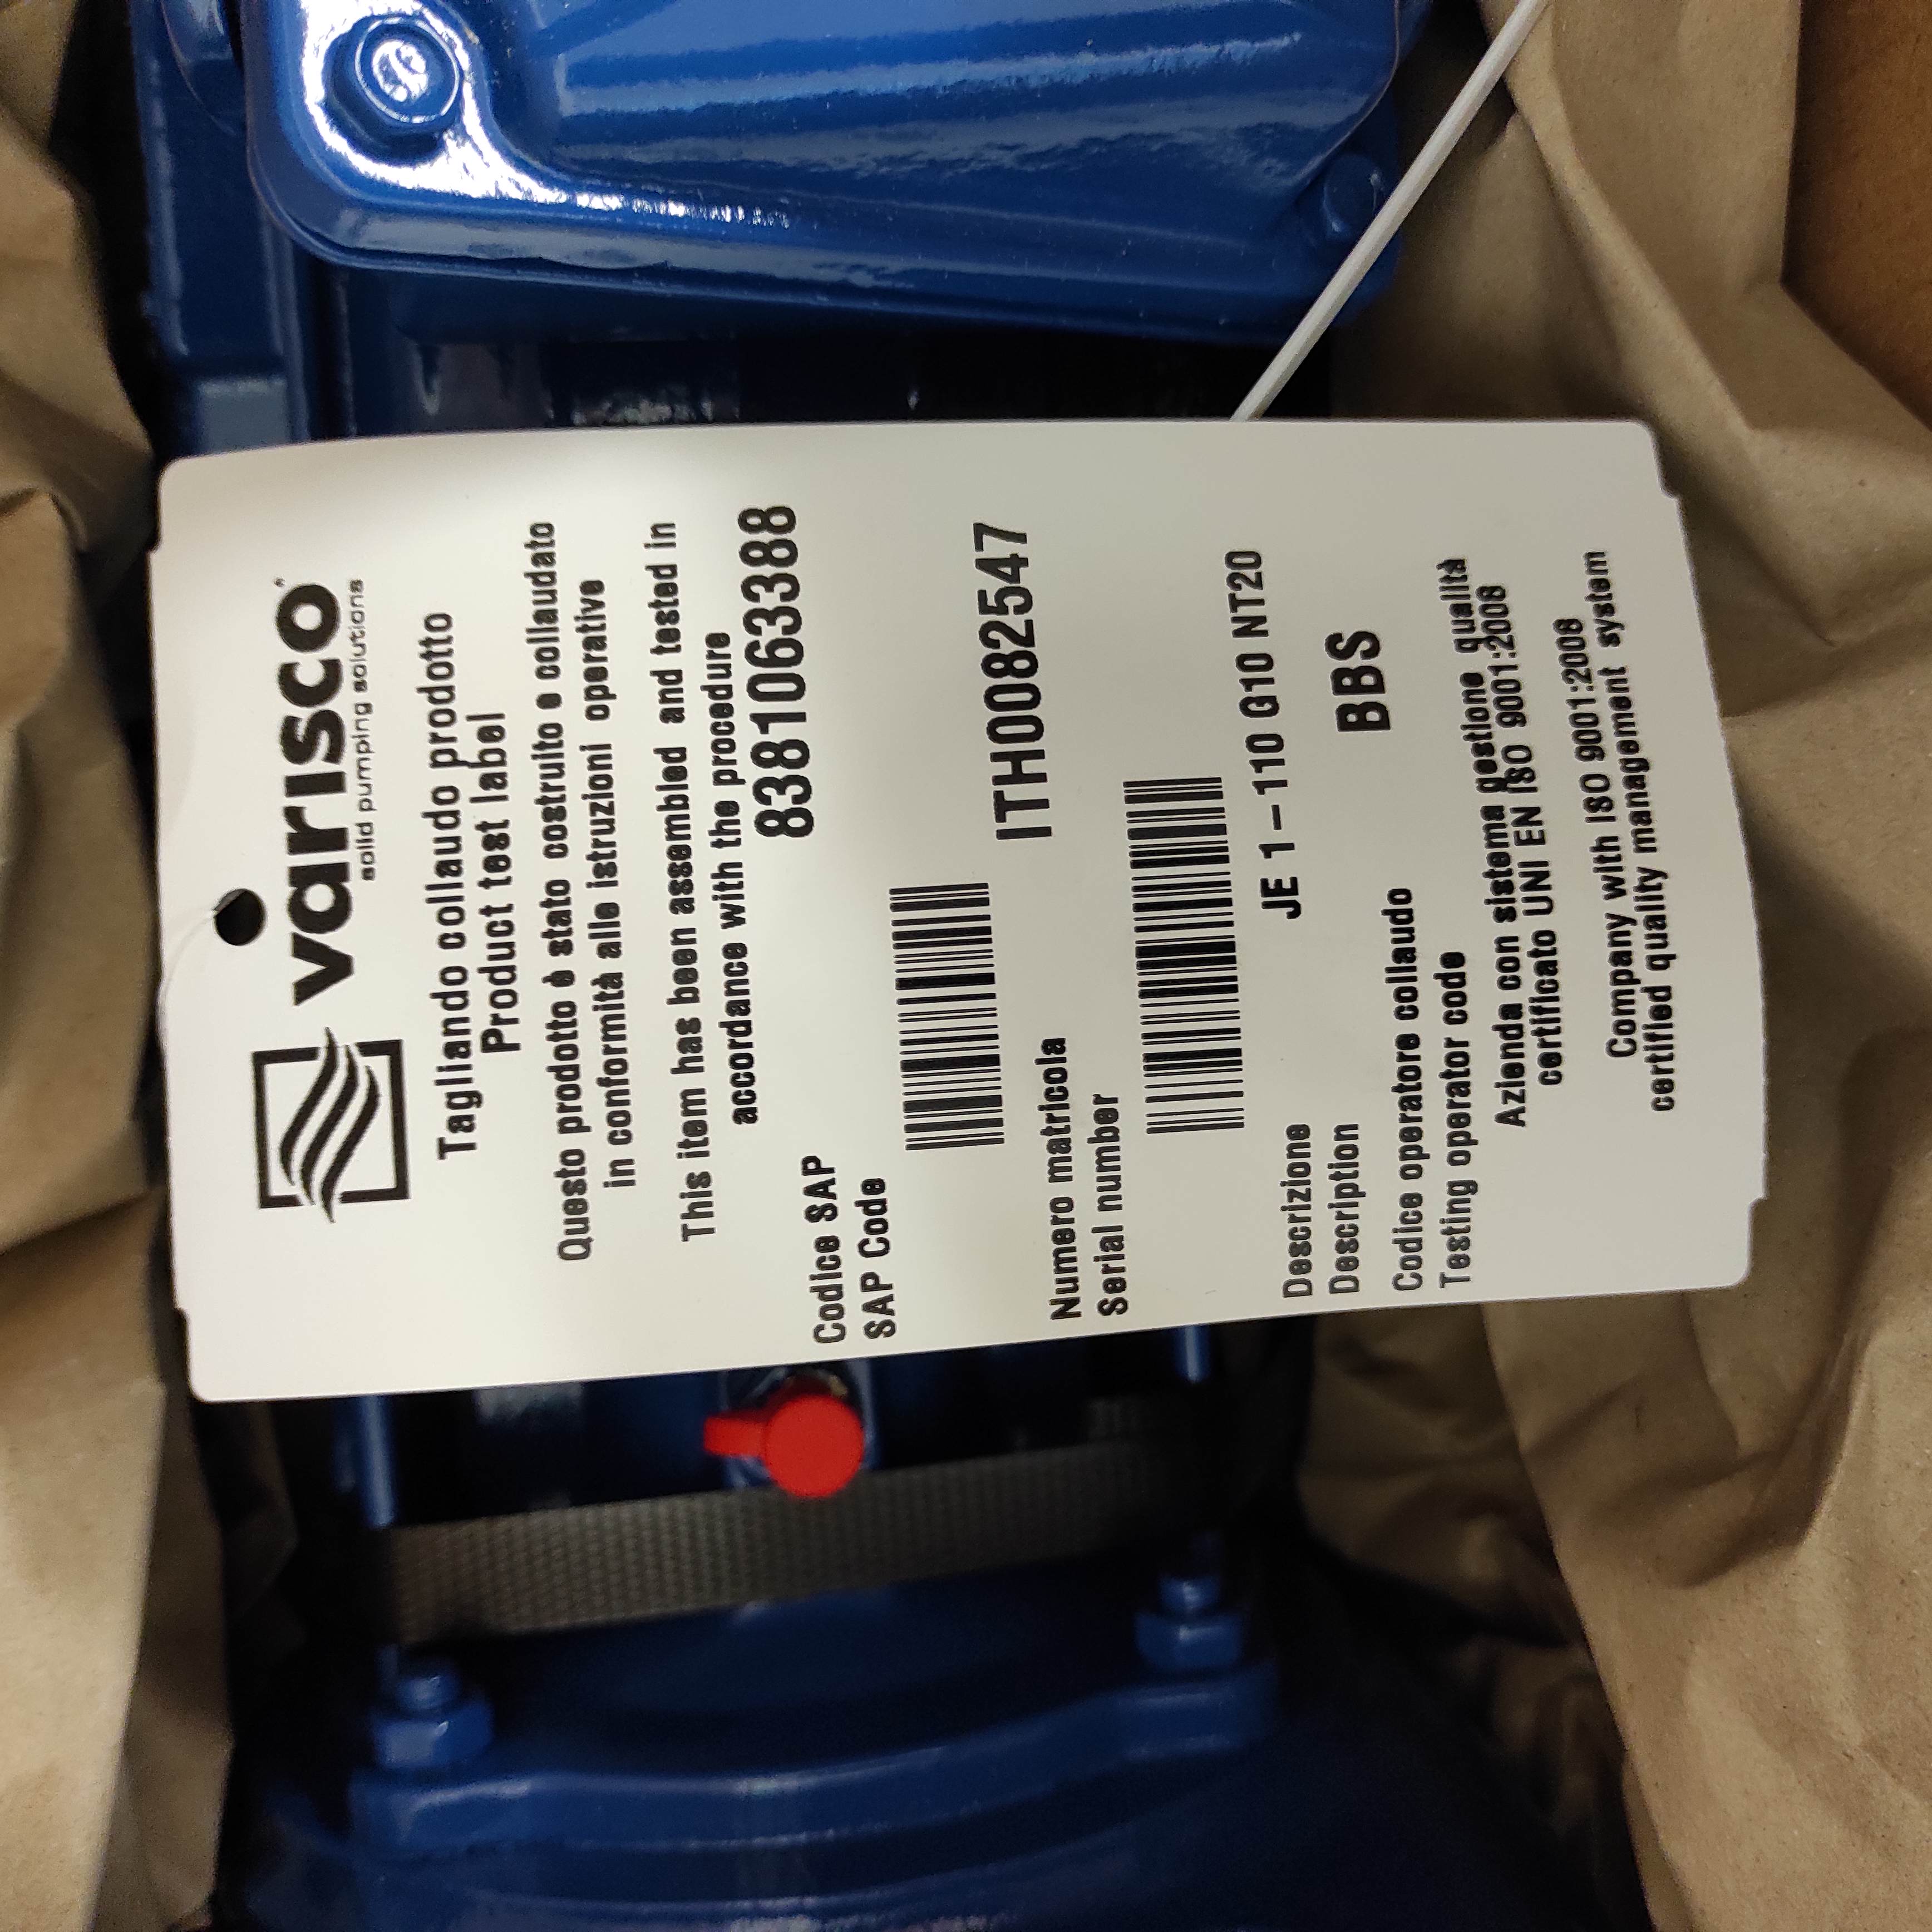 varisco
solid pumping solutions
Tagliando collaudo prodotto
Product test label
Questo prodotto è stato costruito e collaudato
in conformità alle istruzioni operative
This item has been assembled and tested in
accordance with the procedure
Codice SAP 8381063388
SAP Code
Numero matricola ITH0082547
Serial number
Descrizione JE 1-110 G10 NT20
Description
Codice operatore collaudo BBS
Testing operator code
Azienda con sistema gestione qualità
certificato UNI EN ISO 9001:2008
Company with ISO 9001:2008
certified quality management system